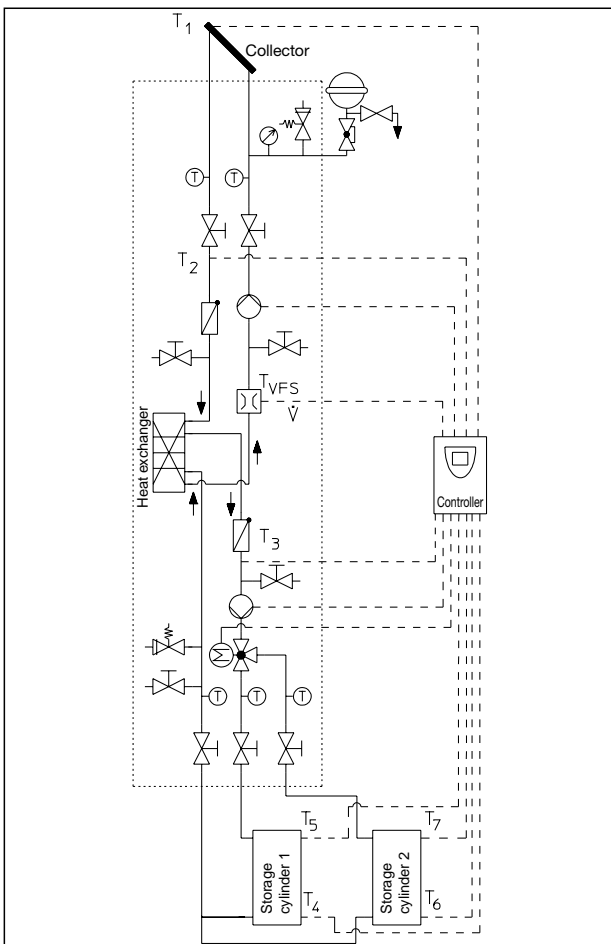 T1
Collector
T
T
T2
TVFS
V̇
Heat exchanger
Controller
T3
M
T
T
T
T5
T7
Storage
cylinder 1
Storage
cylinder 2
T4
T6